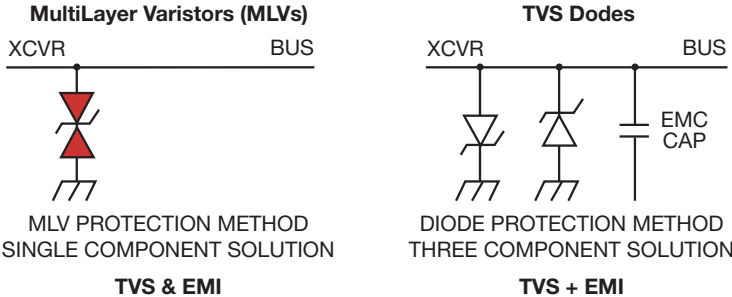 MultiLayer Varistors (MLVs)
XCVR BUS
MLV PROTECTION METHOD
SINGLE COMPONENT SOLUTION
TVS & EMI
TVS Dodes
XCVR BUS
EMC
CAP
DIODE PROTECTION METHOD
THREE COMPONENT SOLUTION
TVS + EMI